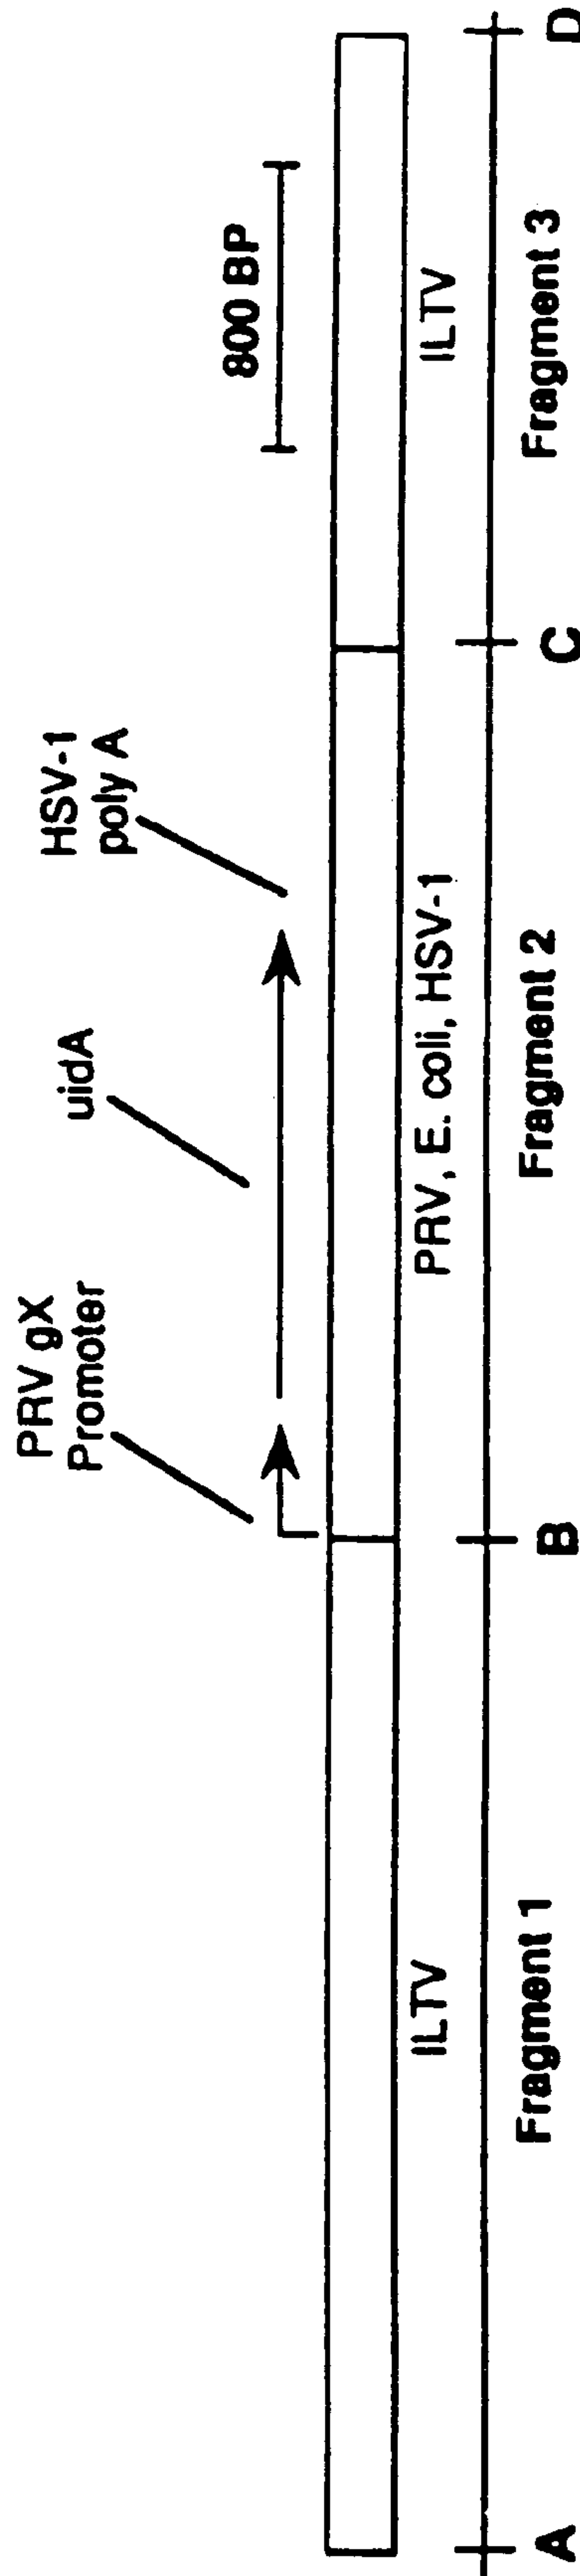 PRV gX
Promoter
uidA
HSV-1
poly A
800 BP
ILTV
PRV, E. coli, HSV-1
ILTV
Fragment 1
Fragment 2
Fragment 3
A
B
C
D